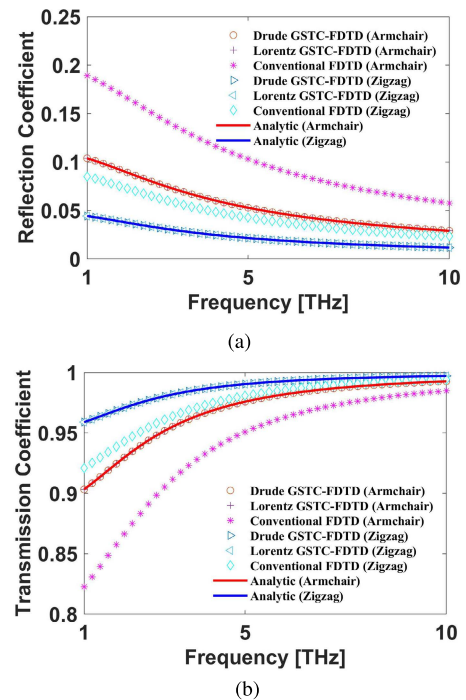 0.25
0.2
0.15
0.1
0.05
0
Reflection Coefficient
Drude GSTC-FDTD (Armchair)
Lorentz GSTC-FDTD (Armchair)
Conventional FDTD (Armchair)
Drude GSTC-FDTD (Zigzag)
Lorentz GSTC-FDTD (Zigzag)
Conventional FDTD (Zigzag)
Analytic (Armchair)
Analytic (Zigzag)
1 5 10
Frequency [THz]
(a)
1
0.95
0.9
0.85
0.8
Transmission Coefficient
Drude GSTC-FDTD (Armchair)
Lorentz GSTC-FDTD (Armchair)
Conventional FDTD (Armchair)
Drude GSTC-FDTD (Zigzag)
Lorentz GSTC-FDTD (Zigzag)
Conventional FDTD (Zigzag)
Analytic (Armchair)
Analytic (Zigzag)
1 5 10
Frequency [THz]
(b)